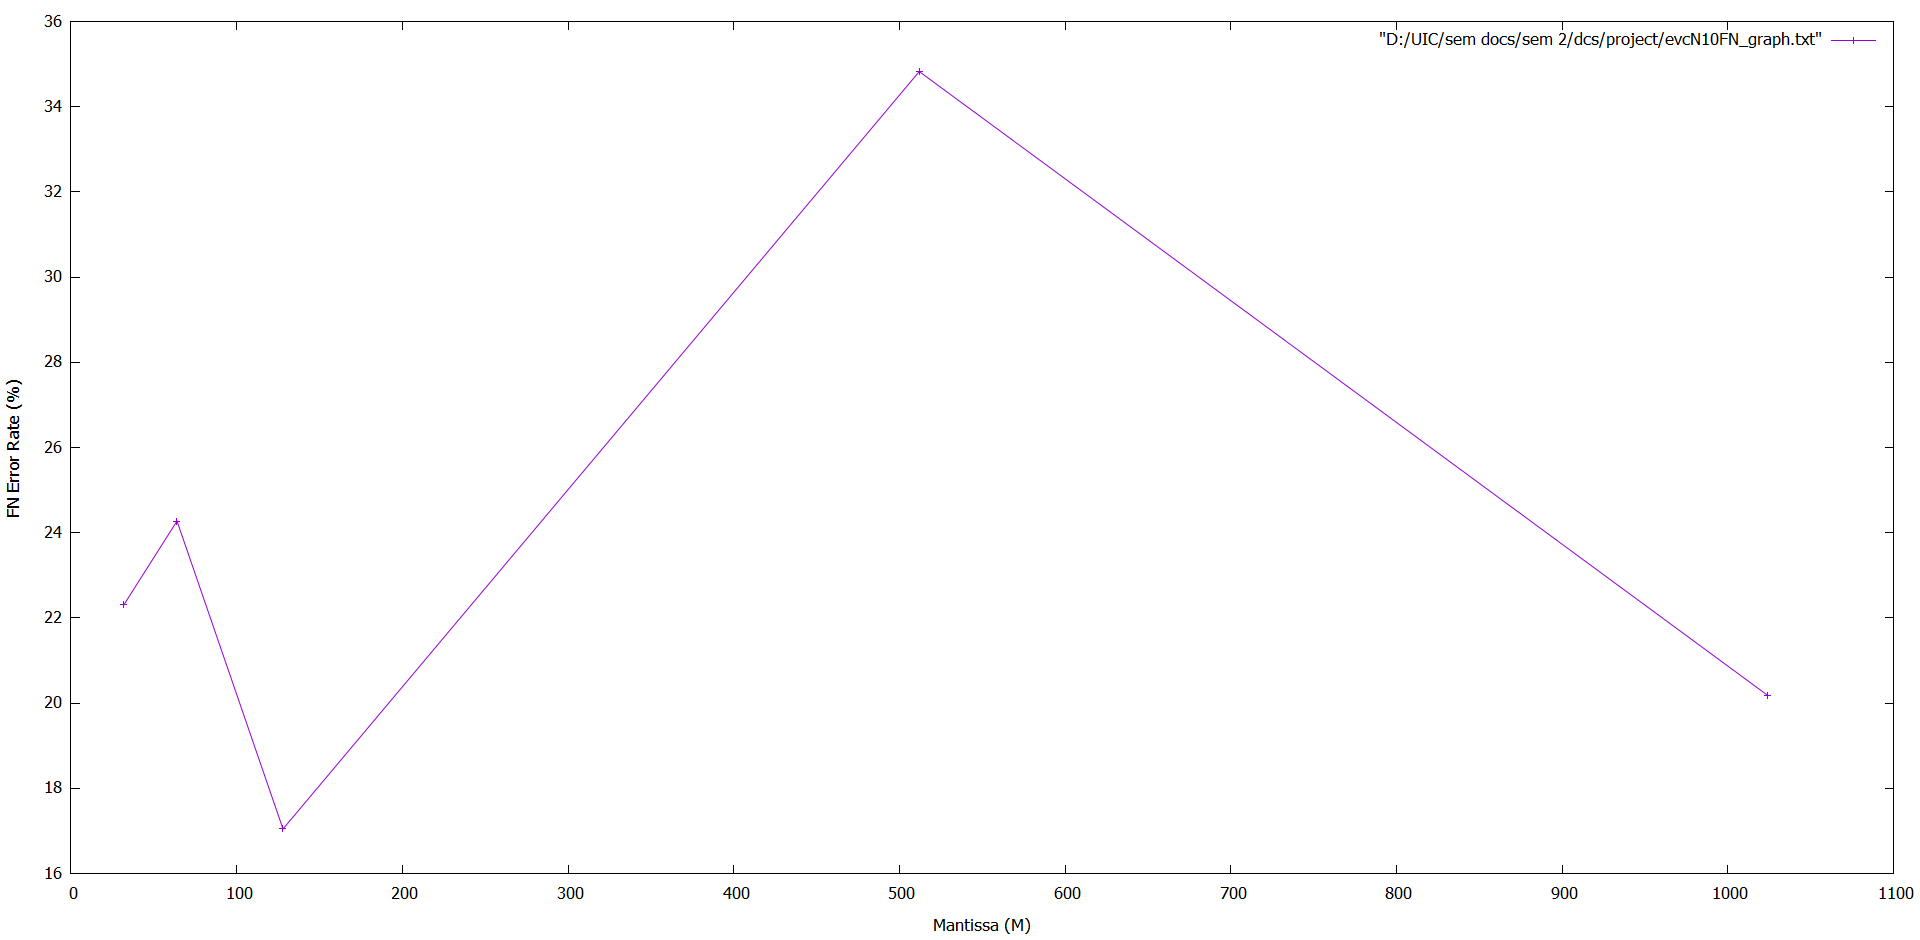 "D:/UIC/sem docs/sem 2/dcs/project/evcN10FN_graph.txt"
36
34
32
30
28
26
24
22
20
18
16
FN Error Rate (%)
0 100 200 300 400 500 600 700 800 900 1000 1100
Mantissa (M)